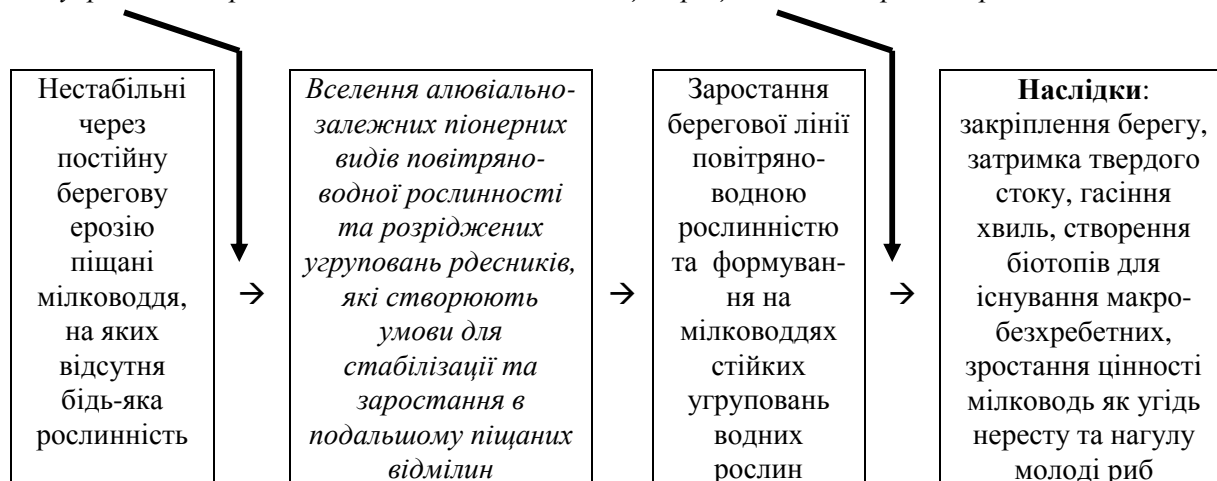 Нестабільні
через
постійну
берегову
ерозію
піщані
мілководдя,
на яких
відсутня
бідь-яка
рослинність
→
Вселення алювіально-
залежних піонерних
видів повітряно-
водної рослинності
та розріджених
угруповань рдесників,
які створюють
умови для
стабілізації та
заростання в
подальшому піщаних
відмілин
→
Заростання
берегової лінії
повітряно-
водною
рослинністю
та формуван-
ня на
мілководдях
стійких
угруповань
водних
рослин
→
Наслідки:
закріплення берегу,
затримка твердого
стоку, гасіння
хвиль, створення
біотопів для
існування макро-
безхребетних,
зростання цінності
мілководь як угідь
нересту та нагулу
молоді риб